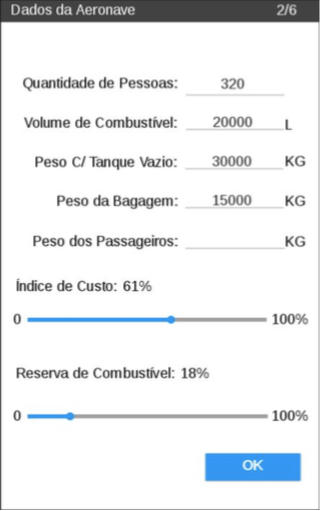 Dados da Aeronave 2/6
Quantidade de Pessoas: 320
Volume de Combustível: 20000 L
Peso C/ Tanque Vazio: 30000 KG
Peso da Bagagem: 15000 KG
Peso dos Passageiros: KG
Índice de Custo: 61%
0 100%
Reserva de Combustível: 18%
0 100%
OK